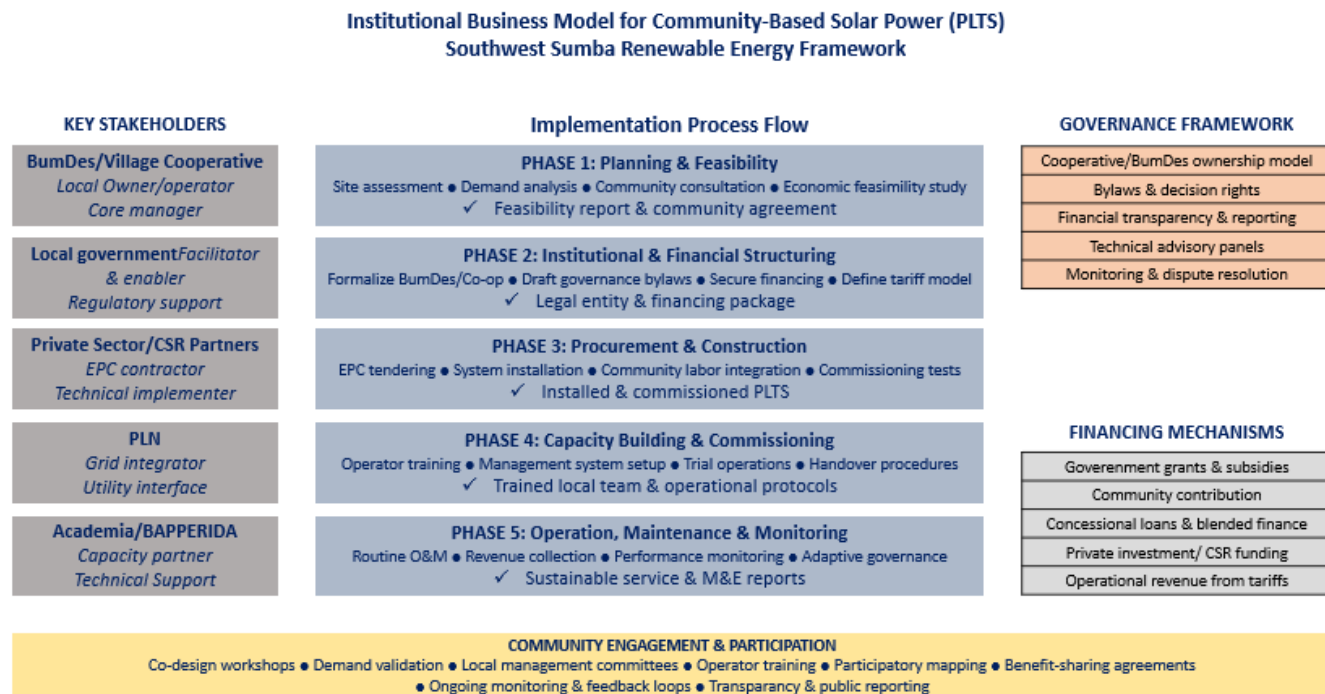 Institutional Business Model for Community-Based Solar Power (PLTS)
Southwest Sumba Renewable Energy Framework
KEY STAKEHOLDERS
BumDes/Village Cooperative
Local Owner/operator
Core manager
Local governmentFacilitator
& enabler
Regulatory support
Private Sector/CSR Partners
EPC contractor
Technical implementer
PLN
Grid integrator
Utility interface
Academia/BAPPERIDA
Capacity partner
Technical Support
Implementation Process Flow
PHASE 1: Planning & Feasibility
Site assessment ● Demand analysis ● Community consultation ● Economic feasimility study
✓ Feasibility report & community agreement
PHASE 2: Institutional & Financial Structuring
Formalize BumDes/Co-op ● Draft governance bylaws ● Secure financing ● Define tariff model
✓ Legal entity & financing package
PHASE 3: Procurement & Construction
EPC tendering ● System installation ● Community labor integration ● Commissioning tests
✓ Installed & commissioned PLTS
PHASE 4: Capacity Building & Commissioning
Operator training ● Management system setup ● Trial operations ● Handover procedures
✓ Trained local team & operational protocols
PHASE 5: Operation, Maintenance & Monitoring
Routine O&M ● Revenue collection ● Performance monitoring ● Adaptive governance
✓ Sustainable service & M&E reports
GOVERNANCE FRAMEWORK
Cooperative/BumDes ownership model
Bylaws & decision rights
Financial transparency & reporting
Technical advisory panels
Monitoring & dispute resolution
FINANCING MECHANISMS
Goverenment grants & subsidies
Community contribution
Concessional loans & blended finance
Private investment/ CSR funding
Operational revenue from tariffs
COMMUNITY ENGAGEMENT & PARTICIPATION
Co-design workshops ● Demand validation ● Local management committees ● Operator training ● Participatory mapping ● Benefit-sharing agreements
● Ongoing monitoring & feedback loops ● Transparancy & public reporting